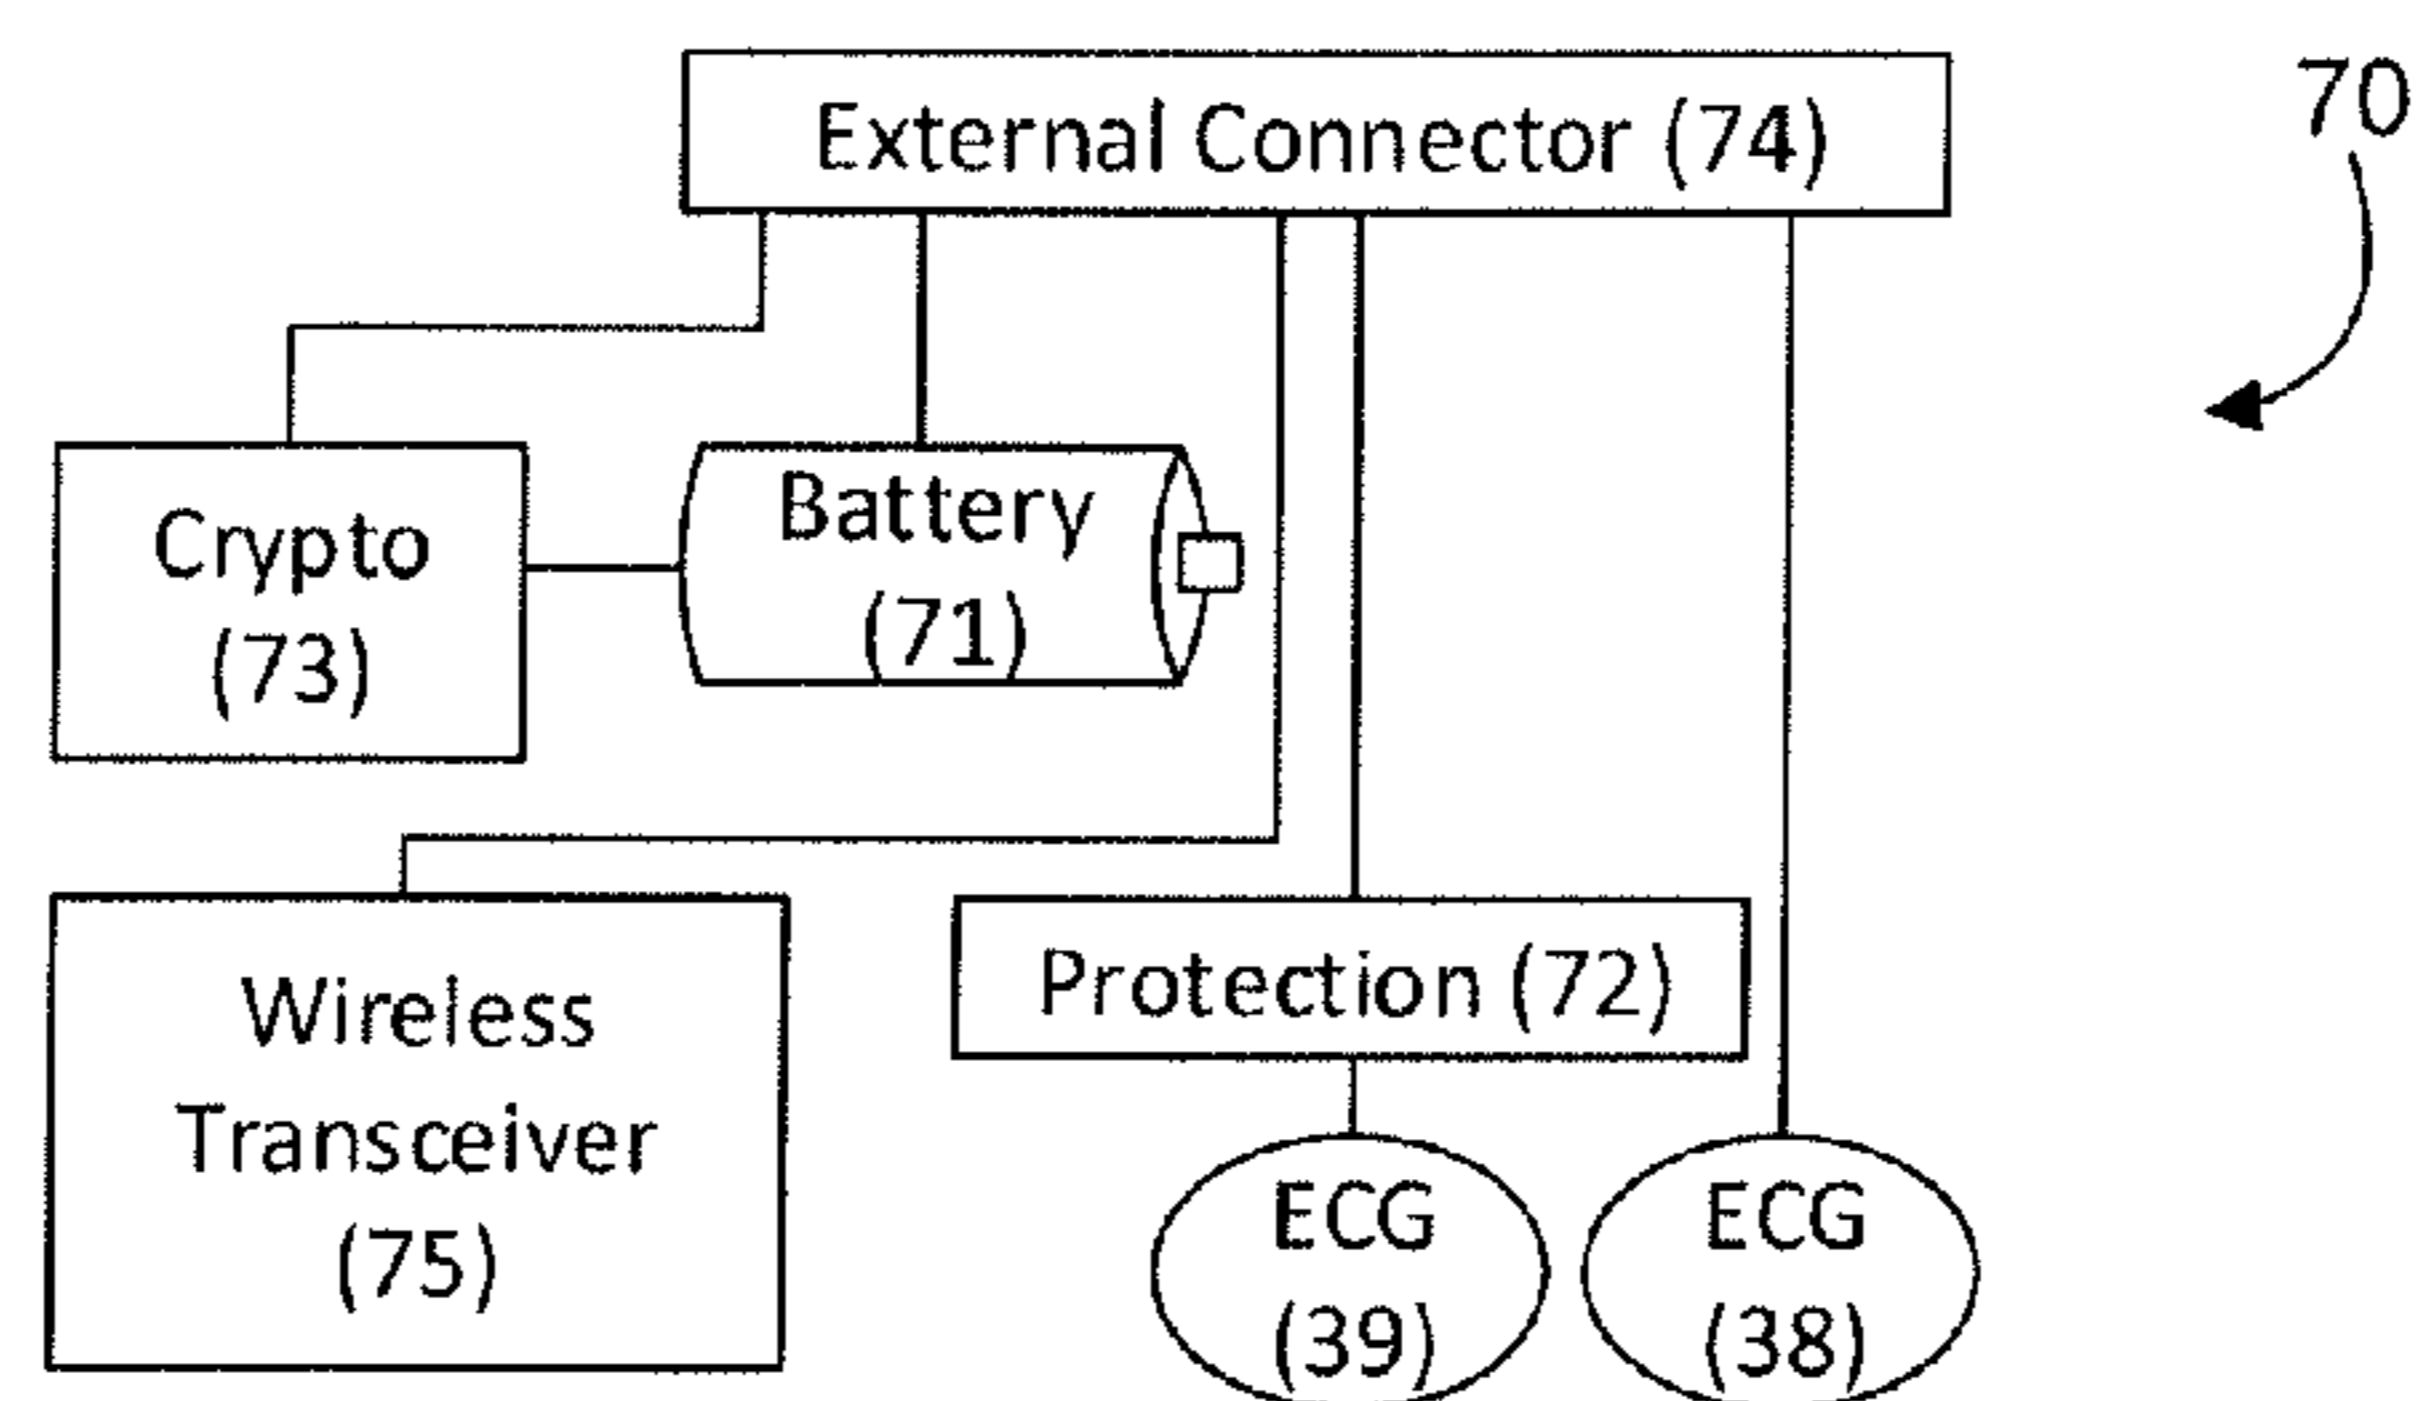 External Connector (74)
70
Crypto
(73)
Battery
(71)
Wireless
Transceiver
(75)
Protection (72)
ECG
(39)
ECG
(38)